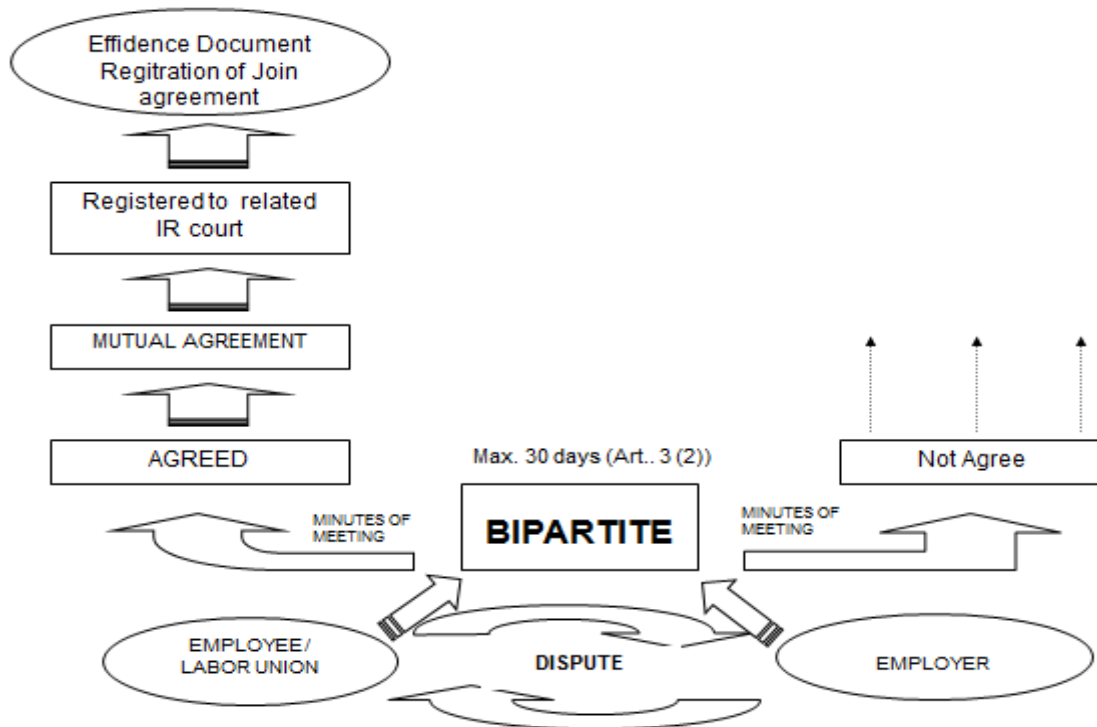 Effidence Document
Regitration of Join
agreement
Registered to related
IR court
MUTUAL AGREEMENT
AGREED
Max. 30 days (Art.. 3 (2))
Not Agree
MINUTES OF
MEETING
BIPARTITE
MINUTES OF
MEETING
EMPLOYEE/
LABOR UNION
DISPUTE
EMPLOYER